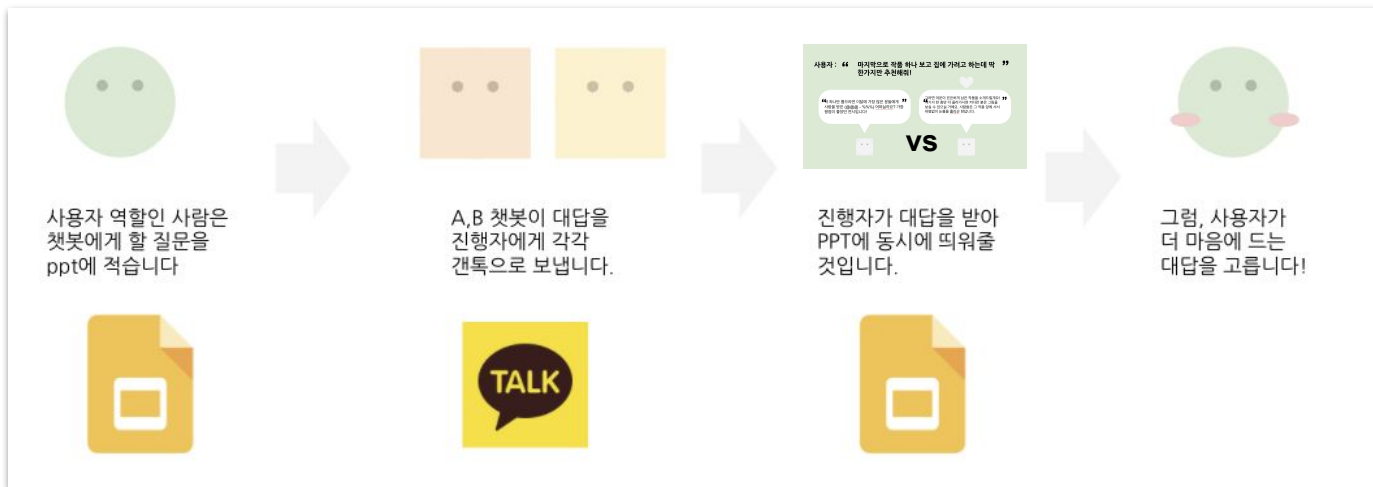 사용자 역할인 사람은
챗봇에게 할 질문을
ppt에 적습니다
A,B 챗봇이 대답을
진행자에게 각각
갠톡으로 보냅니다.
TALK
사용자 : “ 마지막으로 작품 하나 보고 집에 가려고 하는데 딱 ”
한가지만 추천해줘!
VS
진행자가 대답을 받아
PPT에 동시에 띄워줄
것입니다.
그럼, 사용자가
더 마음에 드는
대답을 고릅니다!